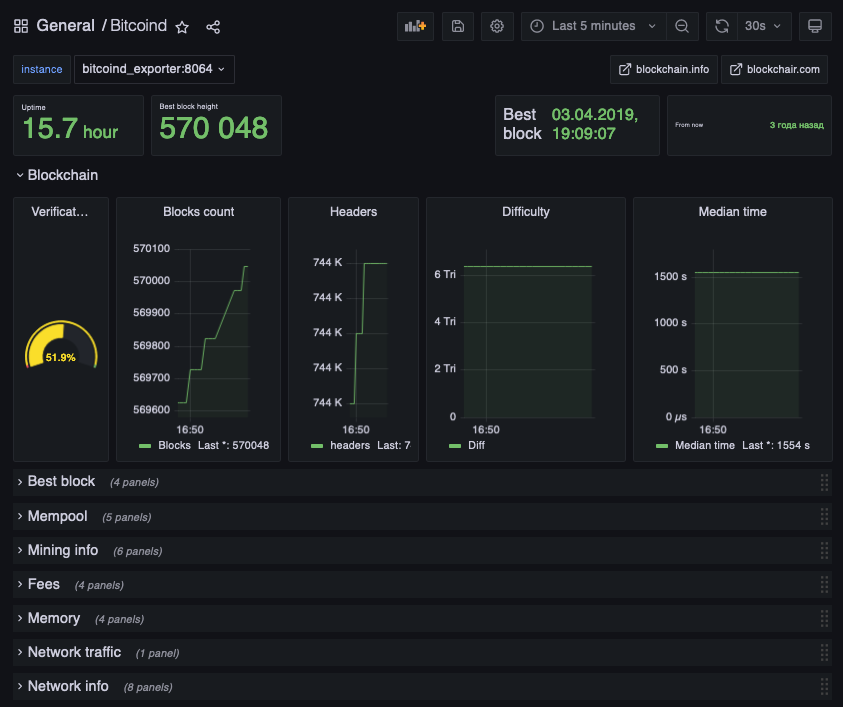 General / Bitcoind
Last 5 minutes
30s
instance
bitcoind_exporter:8064
blockchain.info
blockchair.com
Uptime
15.7 hour
Best block height
570 048
Best block
03.04.2019, 19:09:07
From now
3 года назад
Blockchain
Verificat…
51.9%
Blocks count
570100
570000
569900
569800
569700
569600
16:50
Blocks Last *: 570048
Headers
744 K
744 K
744 K
744 K
744 K
16:50
headers Last: 7
Difficulty
6 Tri
4 Tri
2 Tri
0
16:50
Diff
Median time
1500 s
1000 s
500 s
0 µs
16:50
Median time Last *: 1554 s
Best block (4 panels)
Mempool (5 panels)
Mining info (6 panels)
Fees (4 panels)
Memory (4 panels)
Network traffic (1 panel)
Network info (8 panels)